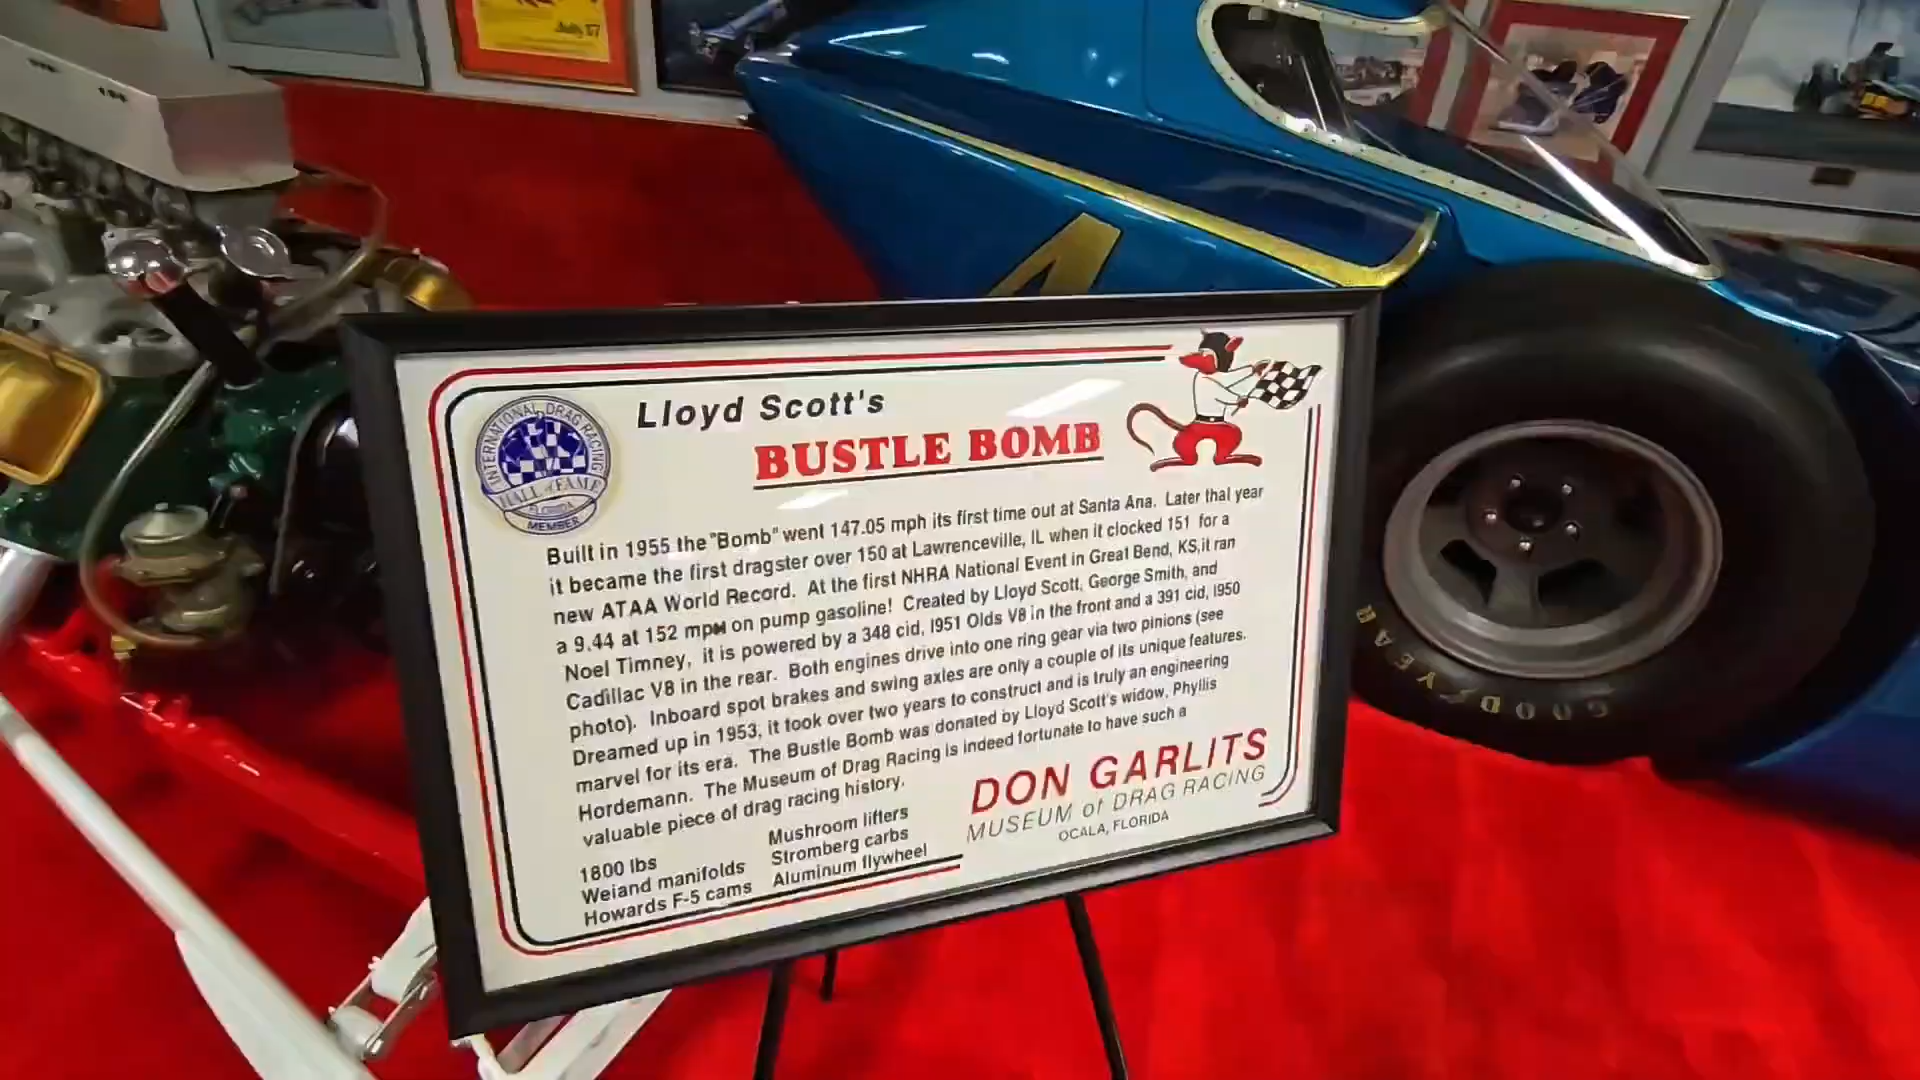 July 57
4
INTERNATIONAL DRAG RACING
HALL of FAME
FLORIDA
MEMBER
Lloyd Scott's
BUSTLE BOMB
Built in 1955 the "Bomb" went 147.05 mph its first time out at Santa Ana. Later that year
it became the first dragster over 150 at Lawrenceville, IL when it clocked 151 for a
new ATAA World Record. At the first NHRA National Event in Great Bend, KS,it ran
a 9.44 at 152 mph on pump gasoline! Created by Lloyd Scott, George Smith, and
Noel Timney, it is powered by a 348 cid, 1951 Olds V8 in the front and a 391 cid, 1950
Cadillac V8 in the rear. Both engines drive into one ring gear via two pinions (see
photo). Inboard spot brakes and swing axles are only a couple of its unique features.
Dreamed up in 1953, it took over two years to construct and is truly an engineering
marvel for its era. The Bustle Bomb was donated by Lloyd Scott's widow, Phyllis
Hordemann. The Museum of Drag Racing is indeed fortunate to have such a
valuable piece of drag racing history.
1800 lbs
Weiand manifolds
Howards F-5 cams
Mushroom lifters
Stromberg carbs
Aluminum flywheel
DON GARLITS
MUSEUM of DRAG RACING
OCALA, FLORIDA
GOODYEAR